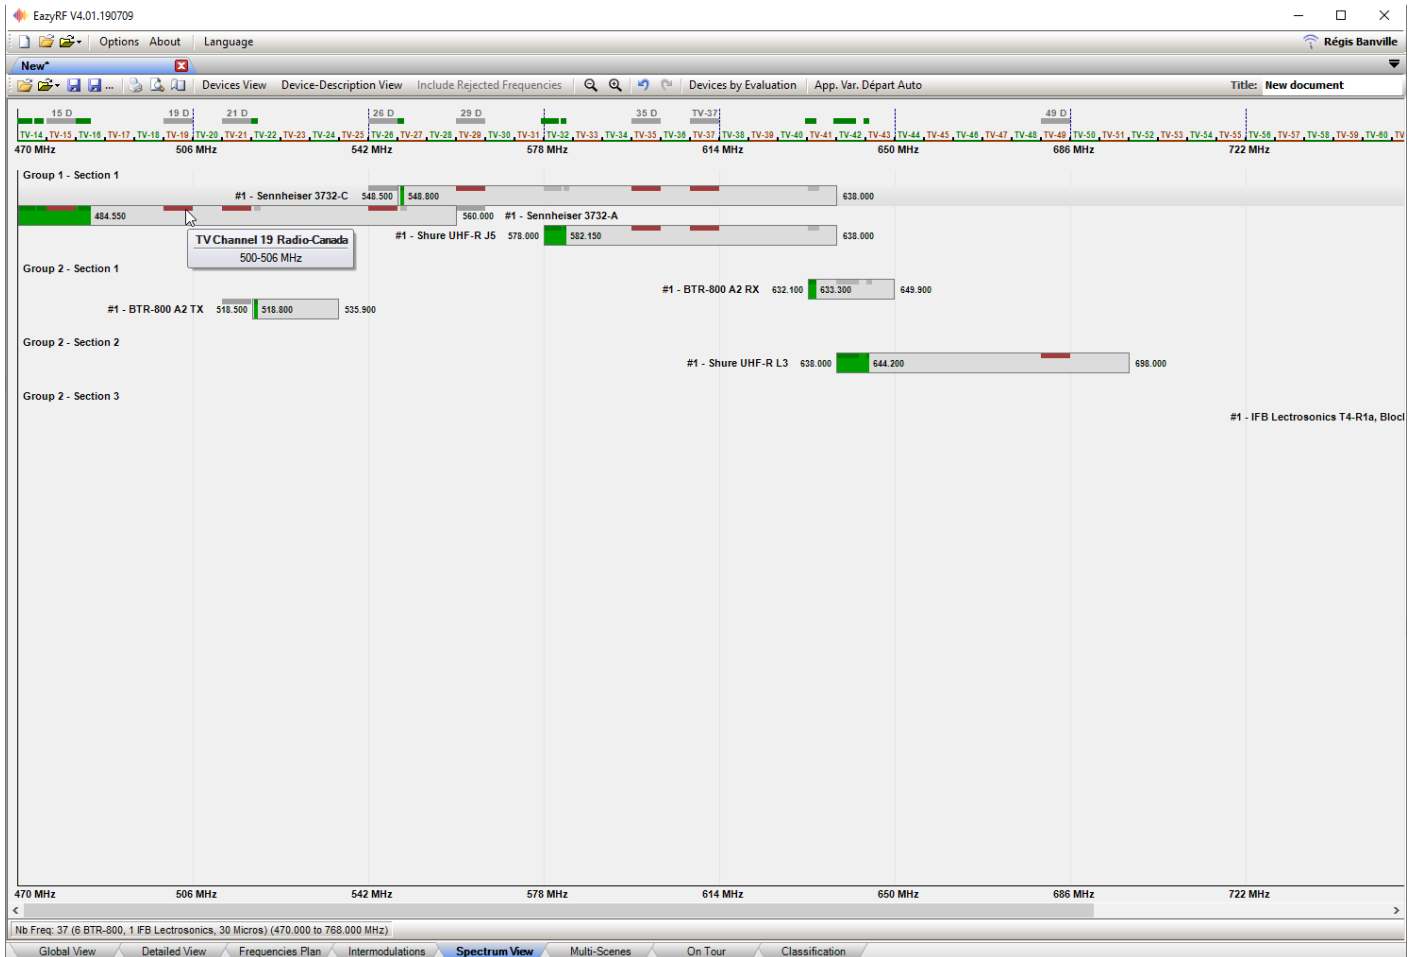 EazyRF V4.01.190709
Options About Language Régis Banville
New*
... Devices View Device-Description View Include Rejected Frequencies Devices by Evaluation App. Var. Départ Auto Title: New document
15 D 19 D 21 D 26 D 29 D 35 D TV-37 49 D
TV-14 TV-15 TV-16 TV-17 TV-18 TV-19 TV-20 TV-21 TV-22 TV-23 TV-24 TV-25 TV-26 TV-27 TV-28 TV-29 TV-30 TV-31 TV-32 TV-33 TV-34 TV-35 TV-36 TV-37 TV-38 TV-39 TV-40 TV-41 TV-42 TV-43 TV-44 TV-45 TV-46 TV-47 TV-48 TV-49 TV-50 TV-51 TV-52 TV-53 TV-54 TV-55 TV-56 TV-57 TV-58 TV-59 TV-60 TV
470 MHz 506 MHz 542 MHz 578 MHz 614 MHz 650 MHz 686 MHz 722 MHz
Group 1 - Section 1
#1 - Sennheiser 3732-C 548.500 548.800 638.000
484.550 560.000 #1 - Sennheiser 3732-A
#1 - Shure UHF-R J5 578.000 582.150 638.000
TV Channel 19 Radio-Canada
500-506 MHz
Group 2 - Section 1
#1 - BTR-800 A2 RX 632.100 633.300 649.900
#1 - BTR-800 A2 TX 518.500 518.800 535.900
Group 2 - Section 2
#1 - Shure UHF-R L3 638.000 644.200 698.000
Group 2 - Section 3
#1 - IFB Lectrosonics T4-R1a, Bloc
470 MHz 506 MHz 542 MHz 578 MHz 614 MHz 650 MHz 686 MHz 722 MHz
Nb Freq: 37 (6 BTR-800, 1 IFB Lectrosonics, 30 Micros) (470.000 to 768.000 MHz)
Global View Detailed View Frequencies Plan Intermodulations Spectrum View Multi-Scenes On Tour Classification